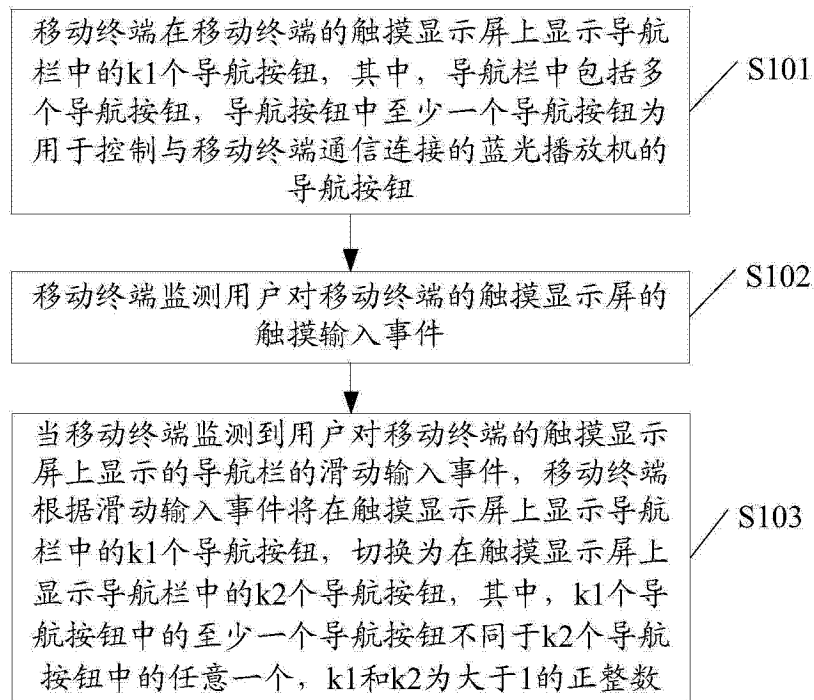 移动终端在移动终端的触摸显示屏上显示导航
栏中的k1个导航按钮，其中，导航栏中包括多
个导航按钮，导航按钮中至少一个导航按钮为
用于控制与移动终端通信连接的蓝光播放机的
导航按钮
S101
移动终端监测用户对移动终端的触摸显示屏的
触摸输入事件
S102
当移动终端监测到用户对移动终端的触摸显示
屏上显示的导航栏的滑动输入事件，移动终端
根据滑动输入事件将在触摸显示屏上显示导航
栏中的k1个导航按钮，切换为在触摸显示屏上
显示导航栏中的k2个导航按钮，其中，k1个导
航按钮中的至少一个导航按钮不同于k2个导航
按钮中的任意一个，k1和k2为大于1的正整数
S103